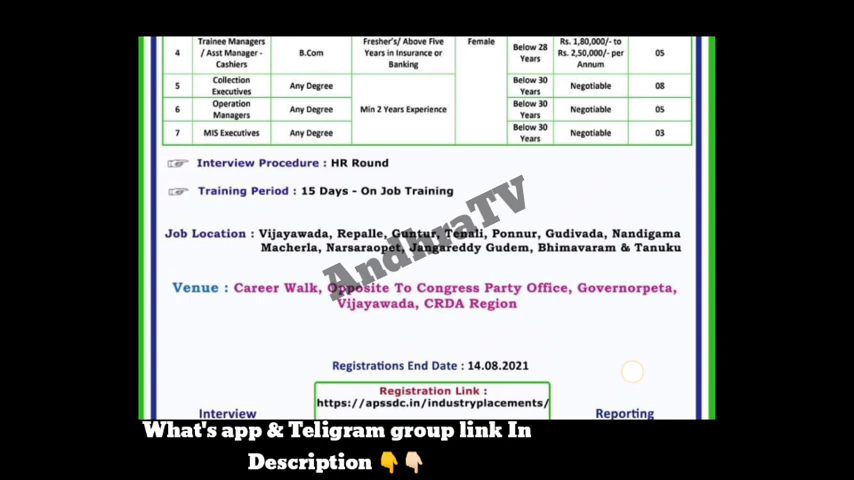 4 Trainee Managers / Asst Manager - Cashiers B.Com Fresher's/ Above Five Years in Insurance or Banking Female Below 28 Years Rs. 1,80,000/- to Rs. 2,50,000/- per Annum 05
5 Collection Executives Any Degree Min 2 Years Experience Below 30 Years Negotiable 08
6 Operation Managers Any Degree Below 30 Years Negotiable 05
7 MIS Executives Any Degree Below 30 Years Negotiable 03
Interview Procedure : HR Round
Training Period : 15 Days - On Job Training
AndhraTV
Job Location : Vijayawada, Repalle, Guntur, Tenali, Ponnur, Gudivada, Nandigama
Macherla, Narsaraopet, Jangareddy Gudem, Bhimavaram & Tanuku
Venue : Career Walk, Opposite To Congress Party Office, Governorpeta,
Vijayawada, CRDA Region
Registrations End Date : 14.08.2021
Registration Link :
https://apssdc.in/industryplacements/
Interview Reporting
What's app & Teligram group link In
Description 👇👇🏻